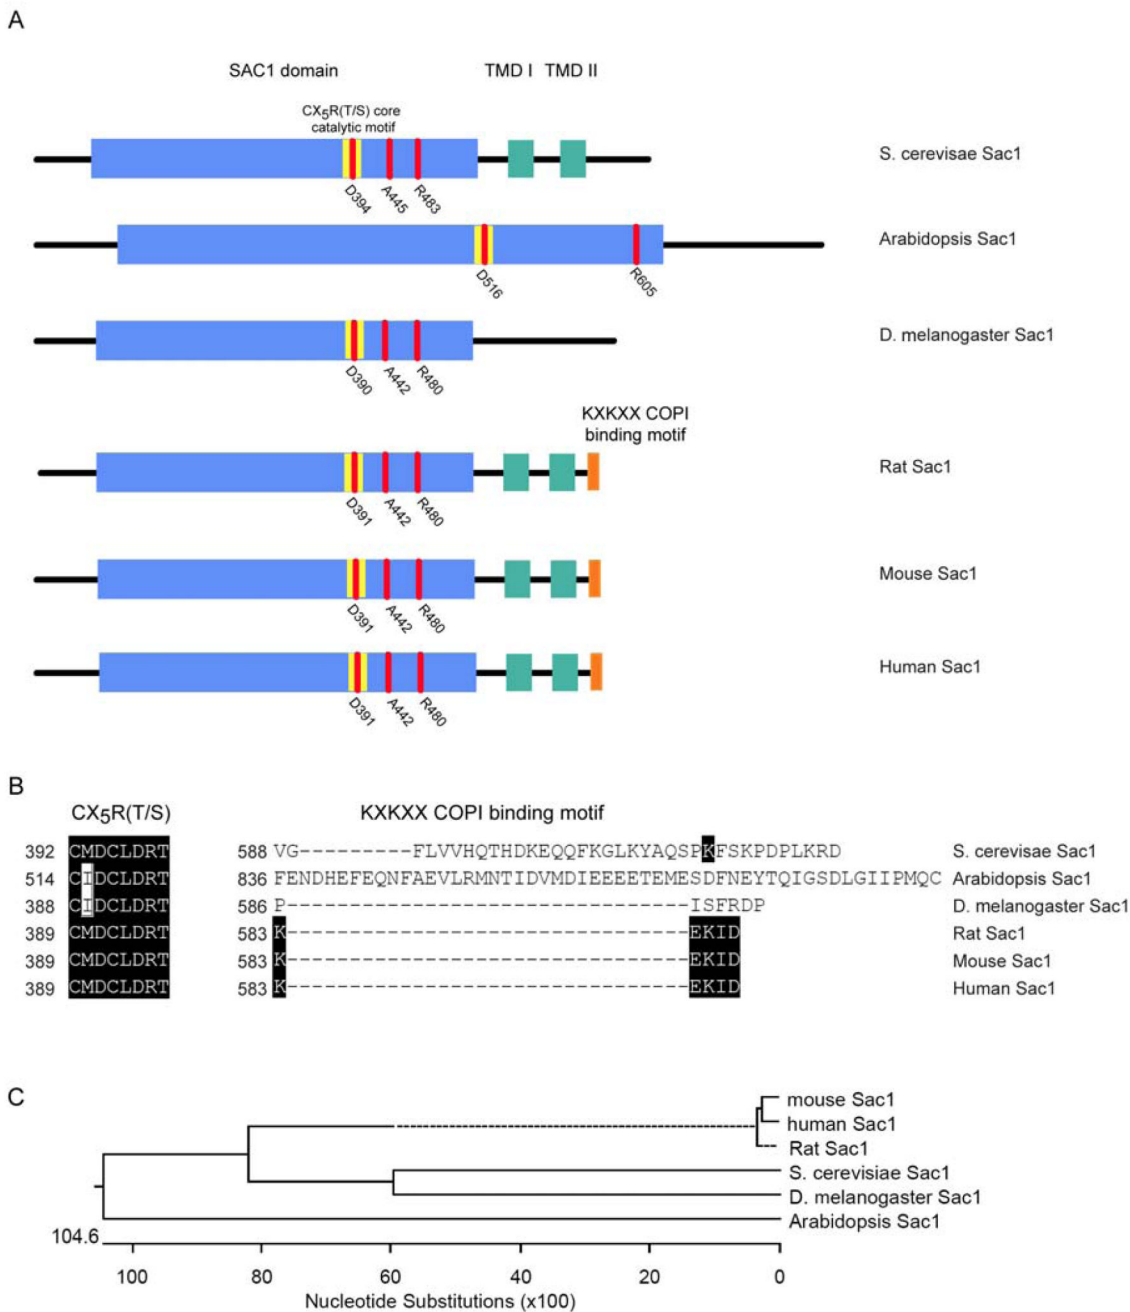 A
SAC1 domain TMD I TMD II
CX5R(T/S) core
catalytic motif
S. cerevisae Sac1
D394 A445 R483
Arabidopsis Sac1
D516 R605
D. melanogaster Sac1
D390 A442 R480
KXKXX COPI
binding motif
Rat Sac1
D391 A442 R480
Mouse Sac1
D391 A442 R480
Human Sac1
D391 A442 R480
B
CX5R(T/S) KXKXX COPI binding motif
392 CMDCLDRT 588 VG----------FLVVHQTHDKEQQFKGLKYAQSPKFSKPDPLKRD S. cerevisae Sac1
514 CIDCLDRT 836 FENDHEFEQNFAEVLRMNTIDVMDIEEEETEMESDFNEYTQIGSDLGIIPMQC Arabidopsis Sac1
388 CIDCLDRT 586 P--------------------------------ISFRDP D. melanogaster Sac1
389 CMDCLDRT 583 K--------------------------------EKID Rat Sac1
389 CMDCLDRT 583 K--------------------------------EKID Mouse Sac1
389 CMDCLDRT 583 K--------------------------------EKID Human Sac1
C
mouse Sac1
human Sac1
Rat Sac1
S. cerevisiae Sac1
D. melanogaster Sac1
Arabidopsis Sac1
104.6
100 80 60 40 20 0
Nucleotide Substitutions (x100)